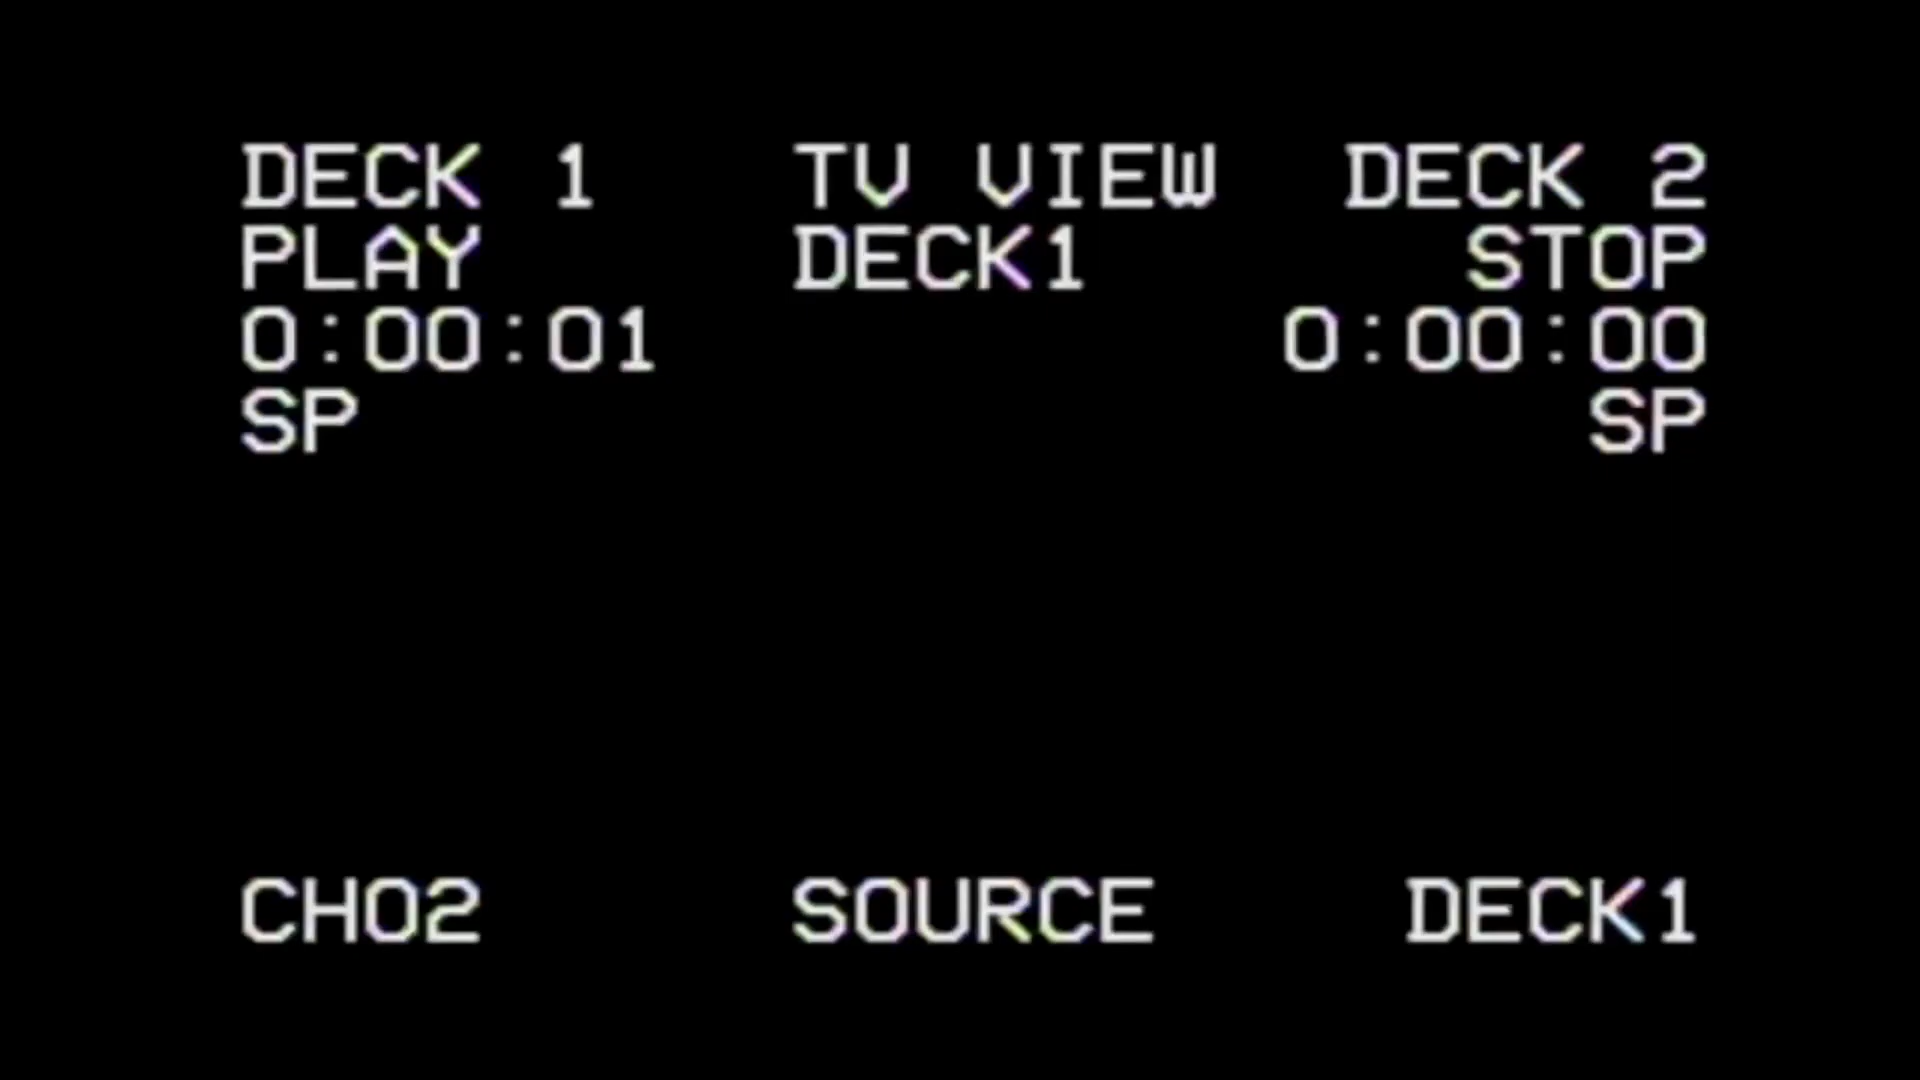 DECK 1 TV VIEW DECK 2
PLAY DECK1 STOP
0:00:01 0:00:00
SP SP
CH02 SOURCE DECK1